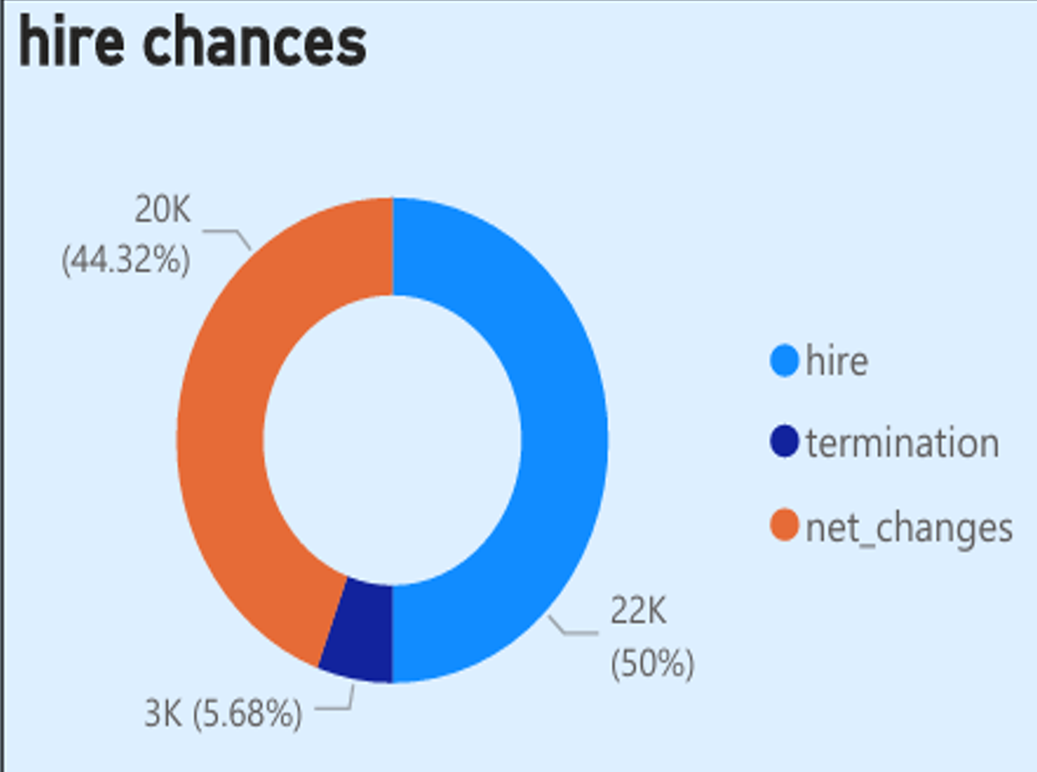 hire chances
20K
(44.32%)
hire
termination
net_changes
22K
(50%)
3K (5.68%)